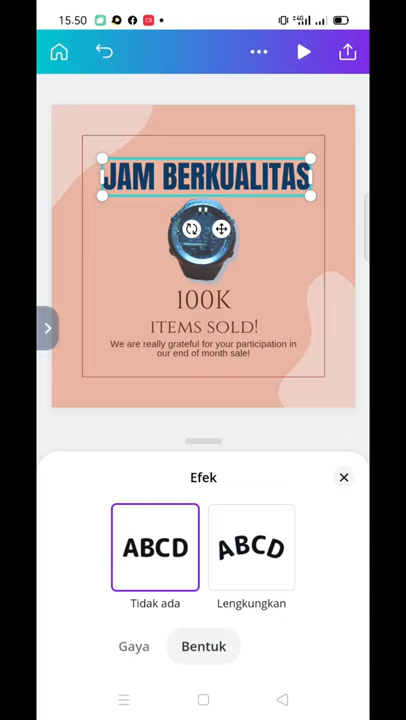 15.50
JAM BERKUALITAS
100K
ITEMS SOLD!
We are really grateful for your participation in
our end of month sale!
Efek
ABCD
ABCD
Tidak ada
Lengkungkan
Gaya
Bentuk